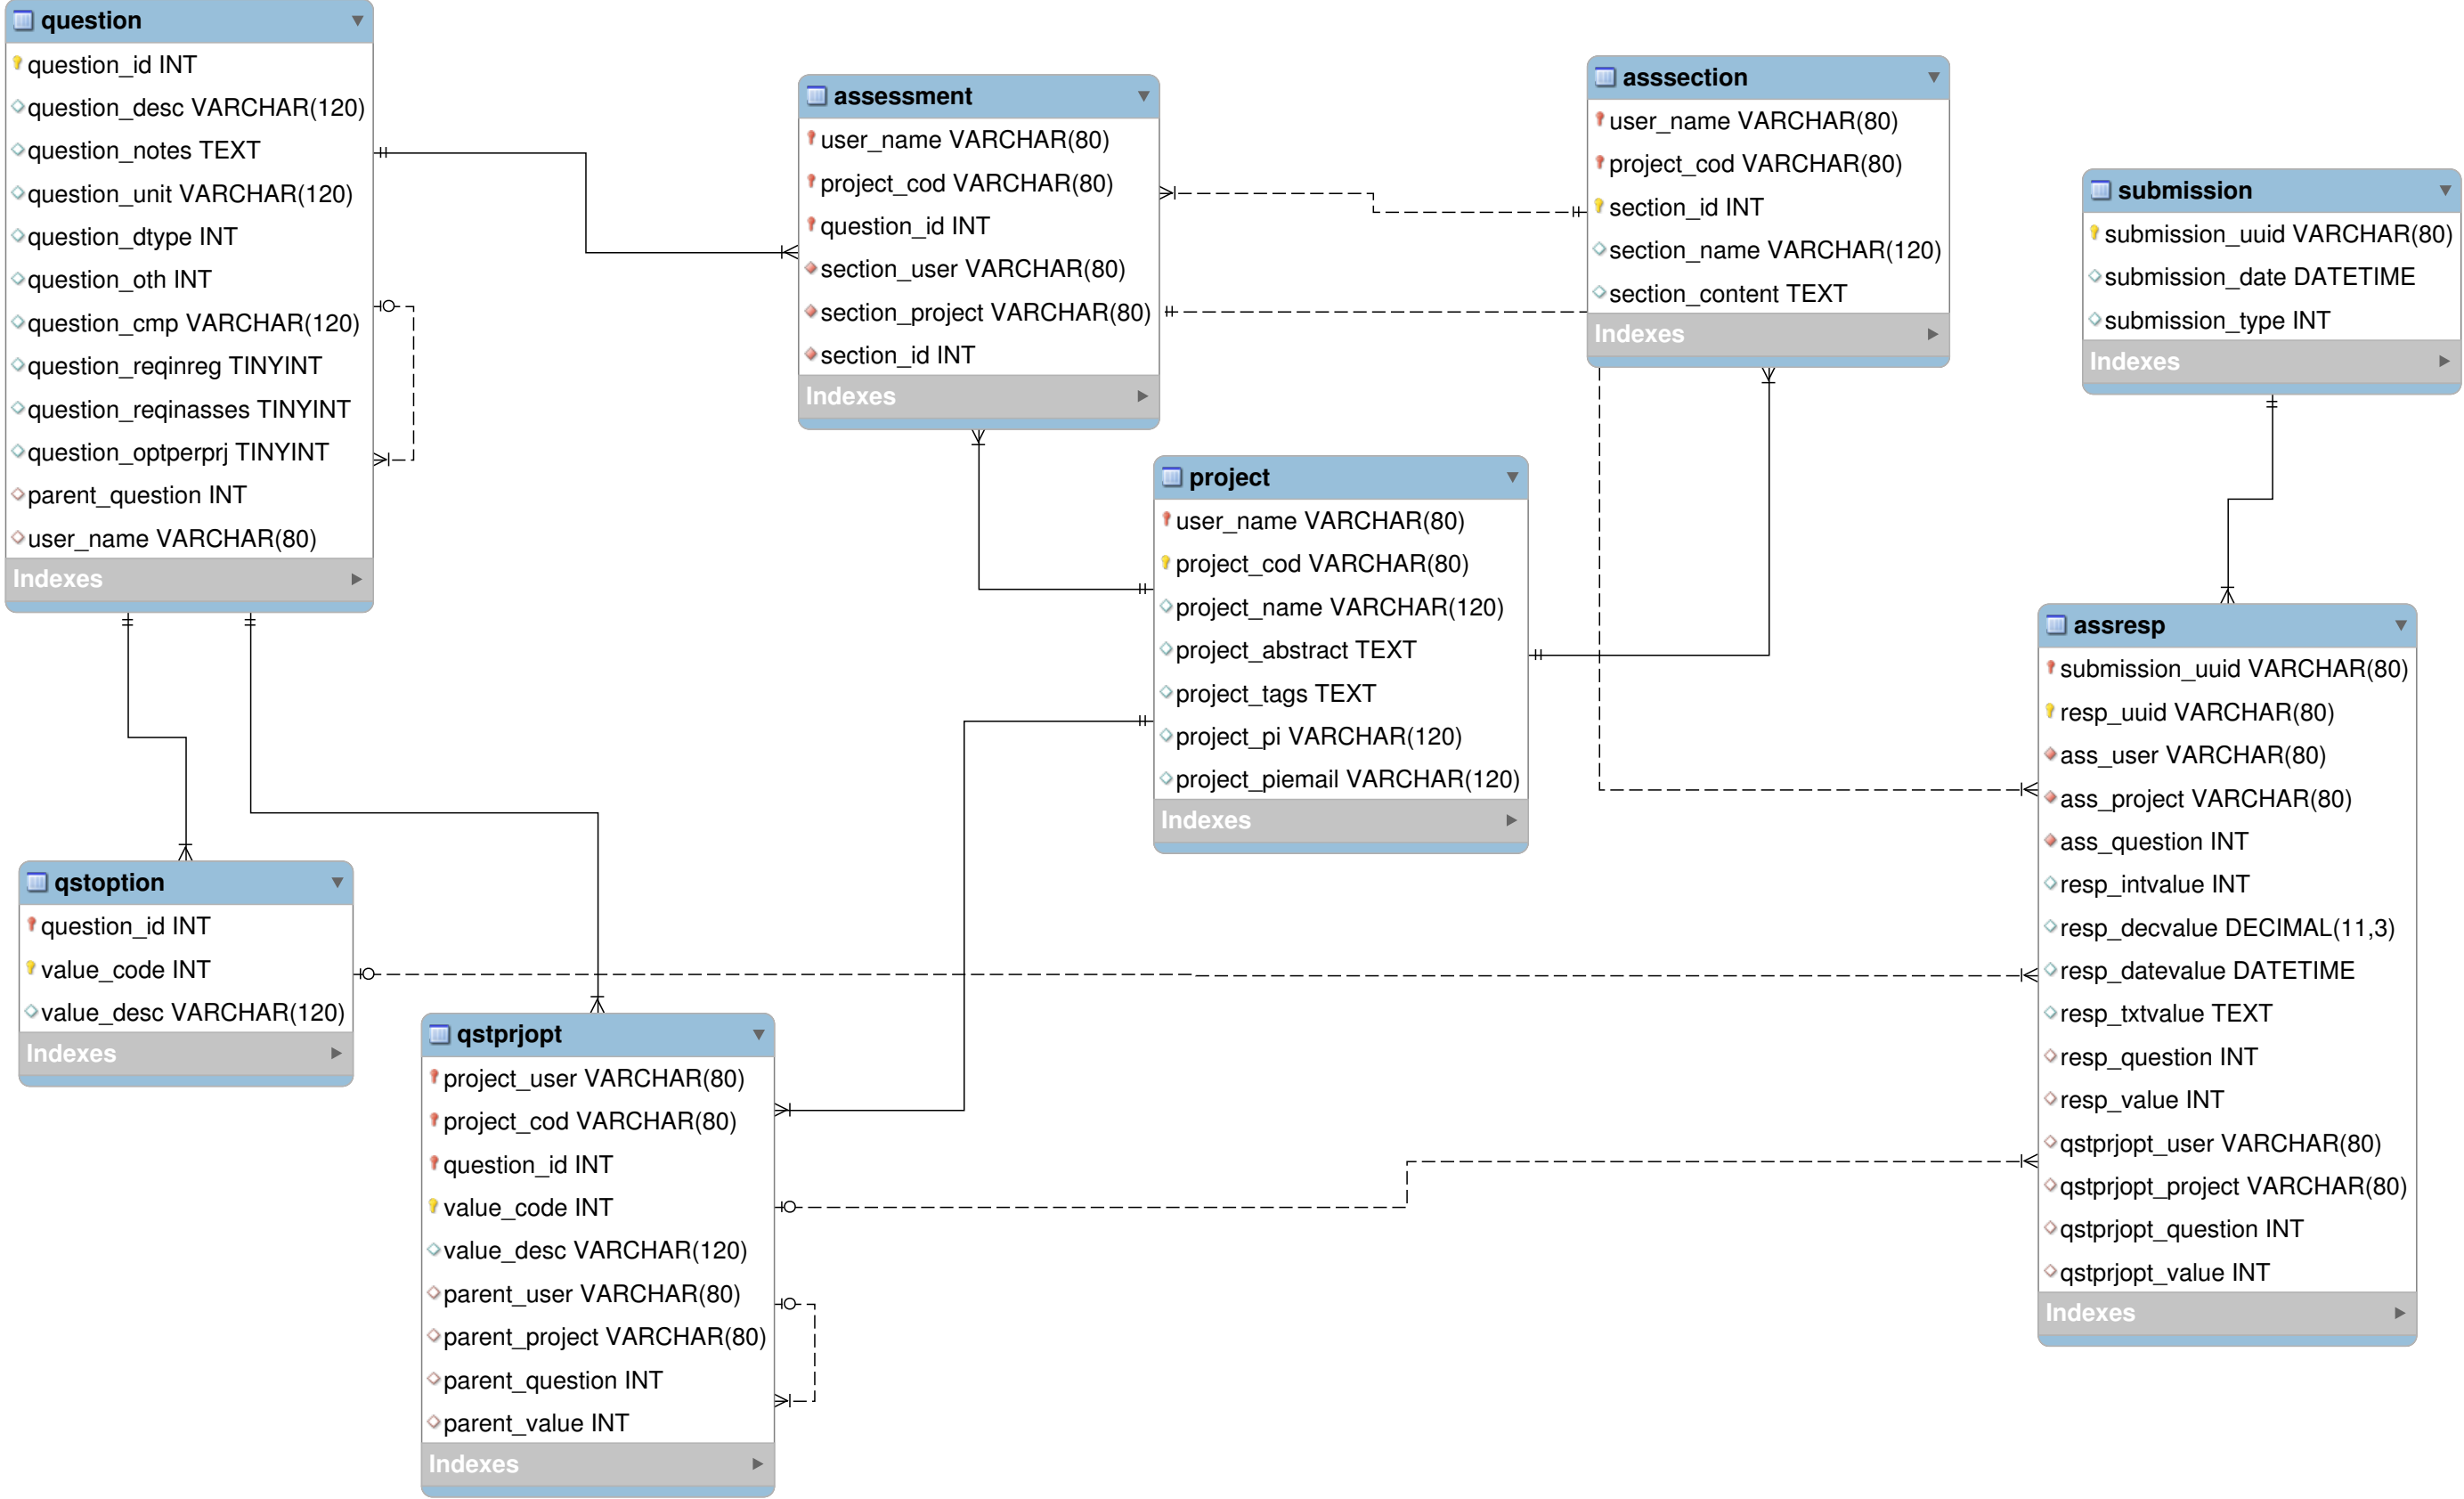 question
question_id INT
question_desc VARCHAR(120)
question_notes TEXT
question_unit VARCHAR(120)
question_dtype INT
question_oth INT
question_cmp VARCHAR(120)
question_reqinreg TINYINT
question_reqinasses TINYINT
question_optperprj TINYINT
parent_question INT
user_name VARCHAR(80)
Indexes
assessment
user_name VARCHAR(80)
project_cod VARCHAR(80)
question_id INT
section_user VARCHAR(80)
section_project VARCHAR(80)
section_id INT
Indexes
asssection
user_name VARCHAR(80)
project_cod VARCHAR(80)
section_id INT
section_name VARCHAR(120)
section_content TEXT
Indexes
submission
submission_uuid VARCHAR(80)
submission_date DATETIME
submission_type INT
Indexes
project
user_name VARCHAR(80)
project_cod VARCHAR(80)
project_name VARCHAR(120)
project_abstract TEXT
project_tags TEXT
project_pi VARCHAR(120)
project_piemail VARCHAR(120)
Indexes
assresp
submission_uuid VARCHAR(80)
resp_uuid VARCHAR(80)
ass_user VARCHAR(80)
ass_project VARCHAR(80)
ass_question INT
resp_intvalue INT
resp_decvalue DECIMAL(11,3)
resp_datevalue DATETIME
resp_txtvalue TEXT
resp_question INT
resp_value INT
qstprjopt_user VARCHAR(80)
qstprjopt_project VARCHAR(80)
qstprjopt_question INT
qstprjopt_value INT
Indexes
qstoption
question_id INT
value_code INT
value_desc VARCHAR(120)
Indexes
qstprjopt
project_user VARCHAR(80)
project_cod VARCHAR(80)
question_id INT
value_code INT
value_desc VARCHAR(120)
parent_user VARCHAR(80)
parent_project VARCHAR(80)
parent_question INT
parent_value INT
Indexes